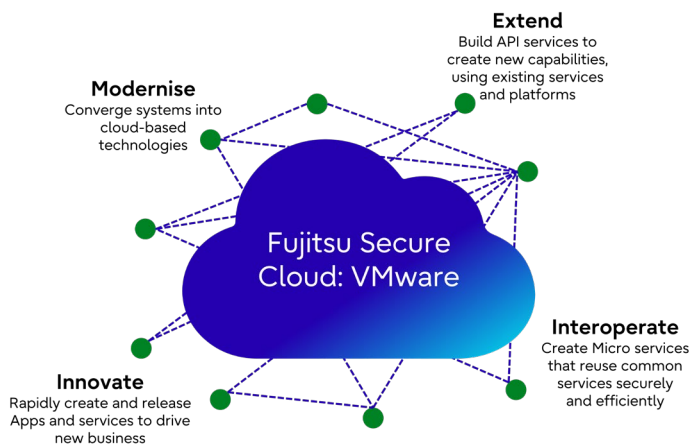 Extend
Build API services to
create new capabilities,
using existing services
and platforms
Modernise
Converge systems into
cloud-based
technologies
Fujitsu Secure
Cloud: VMware
Interoperate
Create Micro services
that reuse common
services securely
and efficiently
Innovate
Rapidly create and release
Apps and services to drive
new business